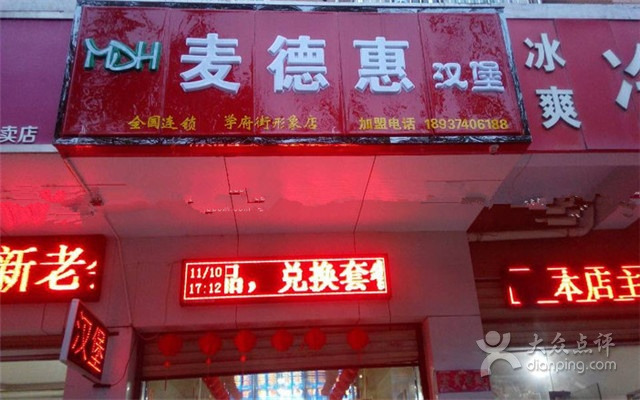 MDH 麦德惠 汉堡
全国连锁 学府街形象店 加盟电话 18937406188
冰爽
卖店
新老
11/10
17:12
兑换套
本店主
汉堡
大众点评
dianping.com